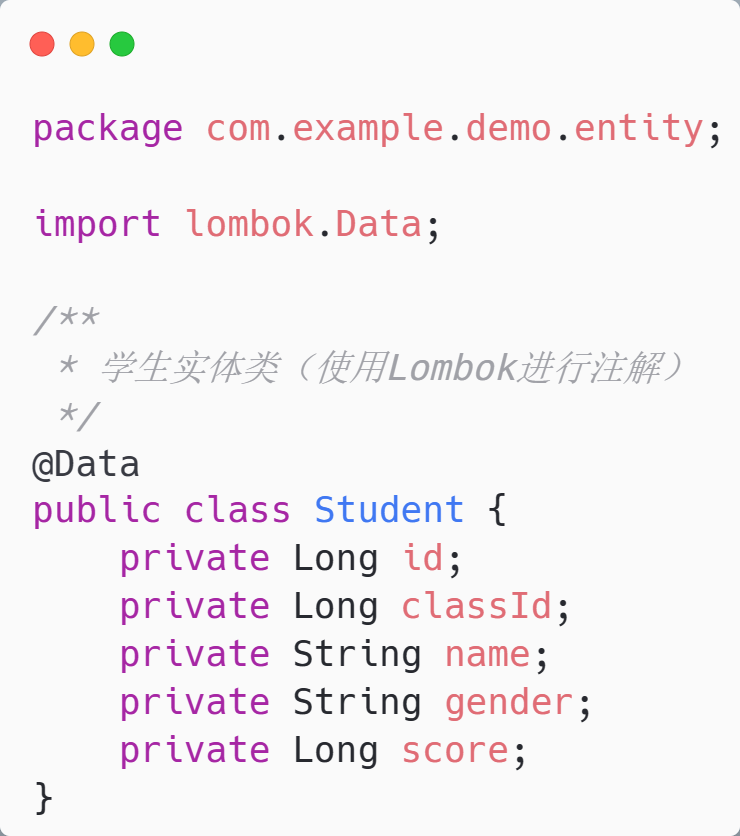 package com.example.demo.entity;
import lombok.Data;
/**
 * 学生实体类（使用Lombok进行注解）
 */
@Data
public class Student {
    private Long id;
    private Long classId;
    private String name;
    private String gender;
    private Long score;
}